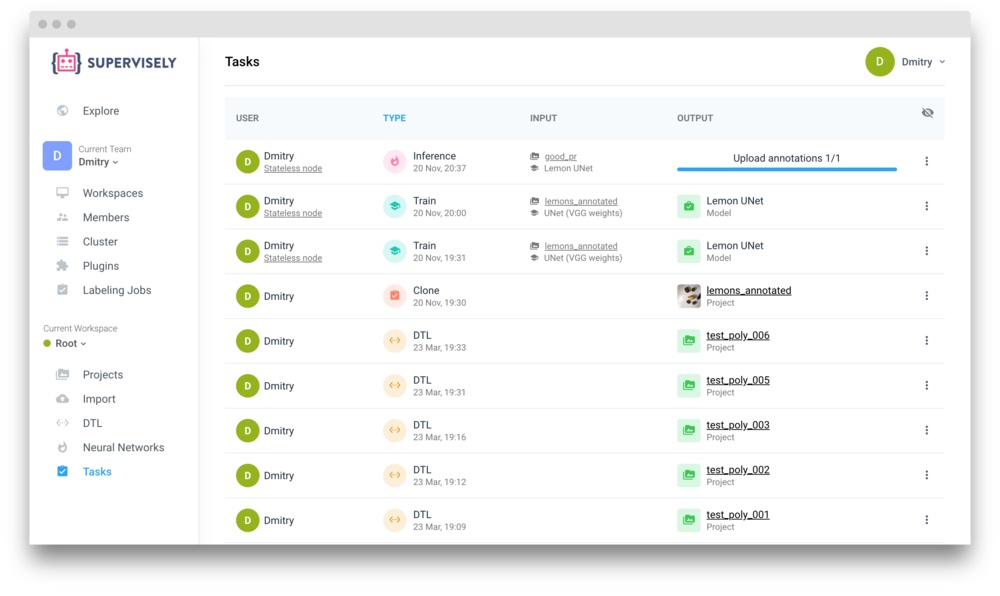 SUPERVISELY
Tasks
D Dmitry
Explore
Current Team
D Dmitry
Workspaces
Members
Cluster
Plugins
Labeling Jobs
Current Workspace
Root
Projects
Import
DTL
Neural Networks
Tasks
USER TYPE INPUT OUTPUT
D Dmitry Inference good_pr Upload annotations 1/1
Stateless node 20 Nov, 20:37 Lemon UNet
D Dmitry Train lemons_annotated Lemon UNet
Stateless node 20 Nov, 20:00 UNet (VGG weights) Model
D Dmitry Train lemons_annotated Lemon UNet
Stateless node 20 Nov, 19:31 UNet (VGG weights) Model
D Dmitry Clone lemons_annotated
20 Nov, 19:30 Project
D Dmitry DTL test_poly_006
23 Mar, 19:33 Project
D Dmitry DTL test_poly_005
23 Mar, 19:31 Project
D Dmitry DTL test_poly_003
23 Mar, 19:16 Project
D Dmitry DTL test_poly_002
23 Mar, 19:12 Project
D Dmitry DTL test_poly_001
23 Mar, 19:09 Project